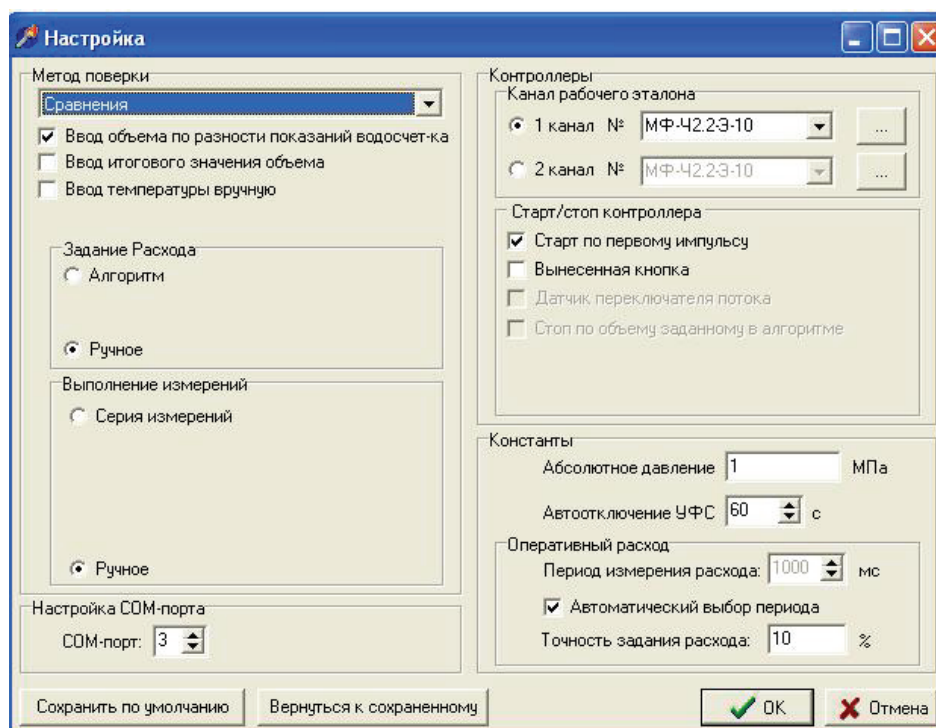 Настройка
Метод поверки
Сравнения
Ввод объема по разности показаний водосчет-ка
Ввод итогового значения объема
Ввод температуры вручную
Задание Расхода
Алгоритм
Ручное
Выполнение измерений
Серия измерений
Ручное
Настройка COM-порта
COM-порт: 3
Контроллеры
Канал рабочего эталона
1 канал № МФ-Ч2.2-Э-10 ...
2 канал № МФ-Ч2.2-Э-10 ...
Старт/стоп контроллера
Старт по первому импульсу
Вынесенная кнопка
Датчик переключателя потока
Стоп по объему заданному в алгоритме
Константы
Абсолютное давление 1 МПа
Автоотключение УФС 60 с
Оперативный расход
Период измерения расхода: 1000 мс
Автоматический выбор периода
Точность задания расхода: 10 %
Сохранить по умолчанию
Вернуться к сохраненному
OK
Отмена